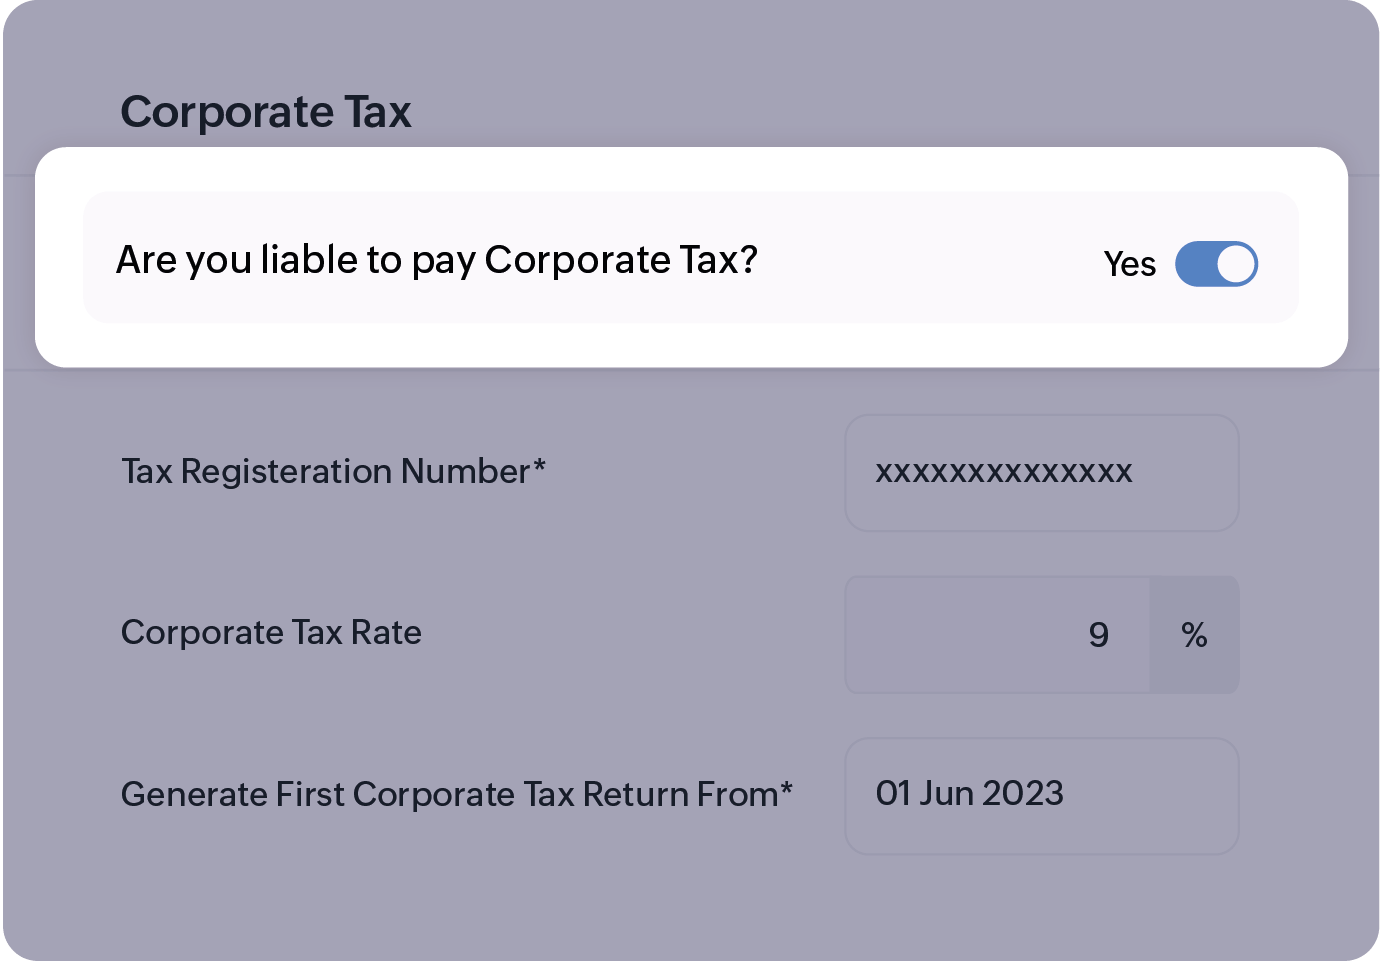 Corporate Tax
Are you liable to pay Corporate Tax? Yes
Tax Registeration Number* xxxxxxxxxxxxxx
Corporate Tax Rate 9 %
Generate First Corporate Tax Return From* 01 Jun 2023